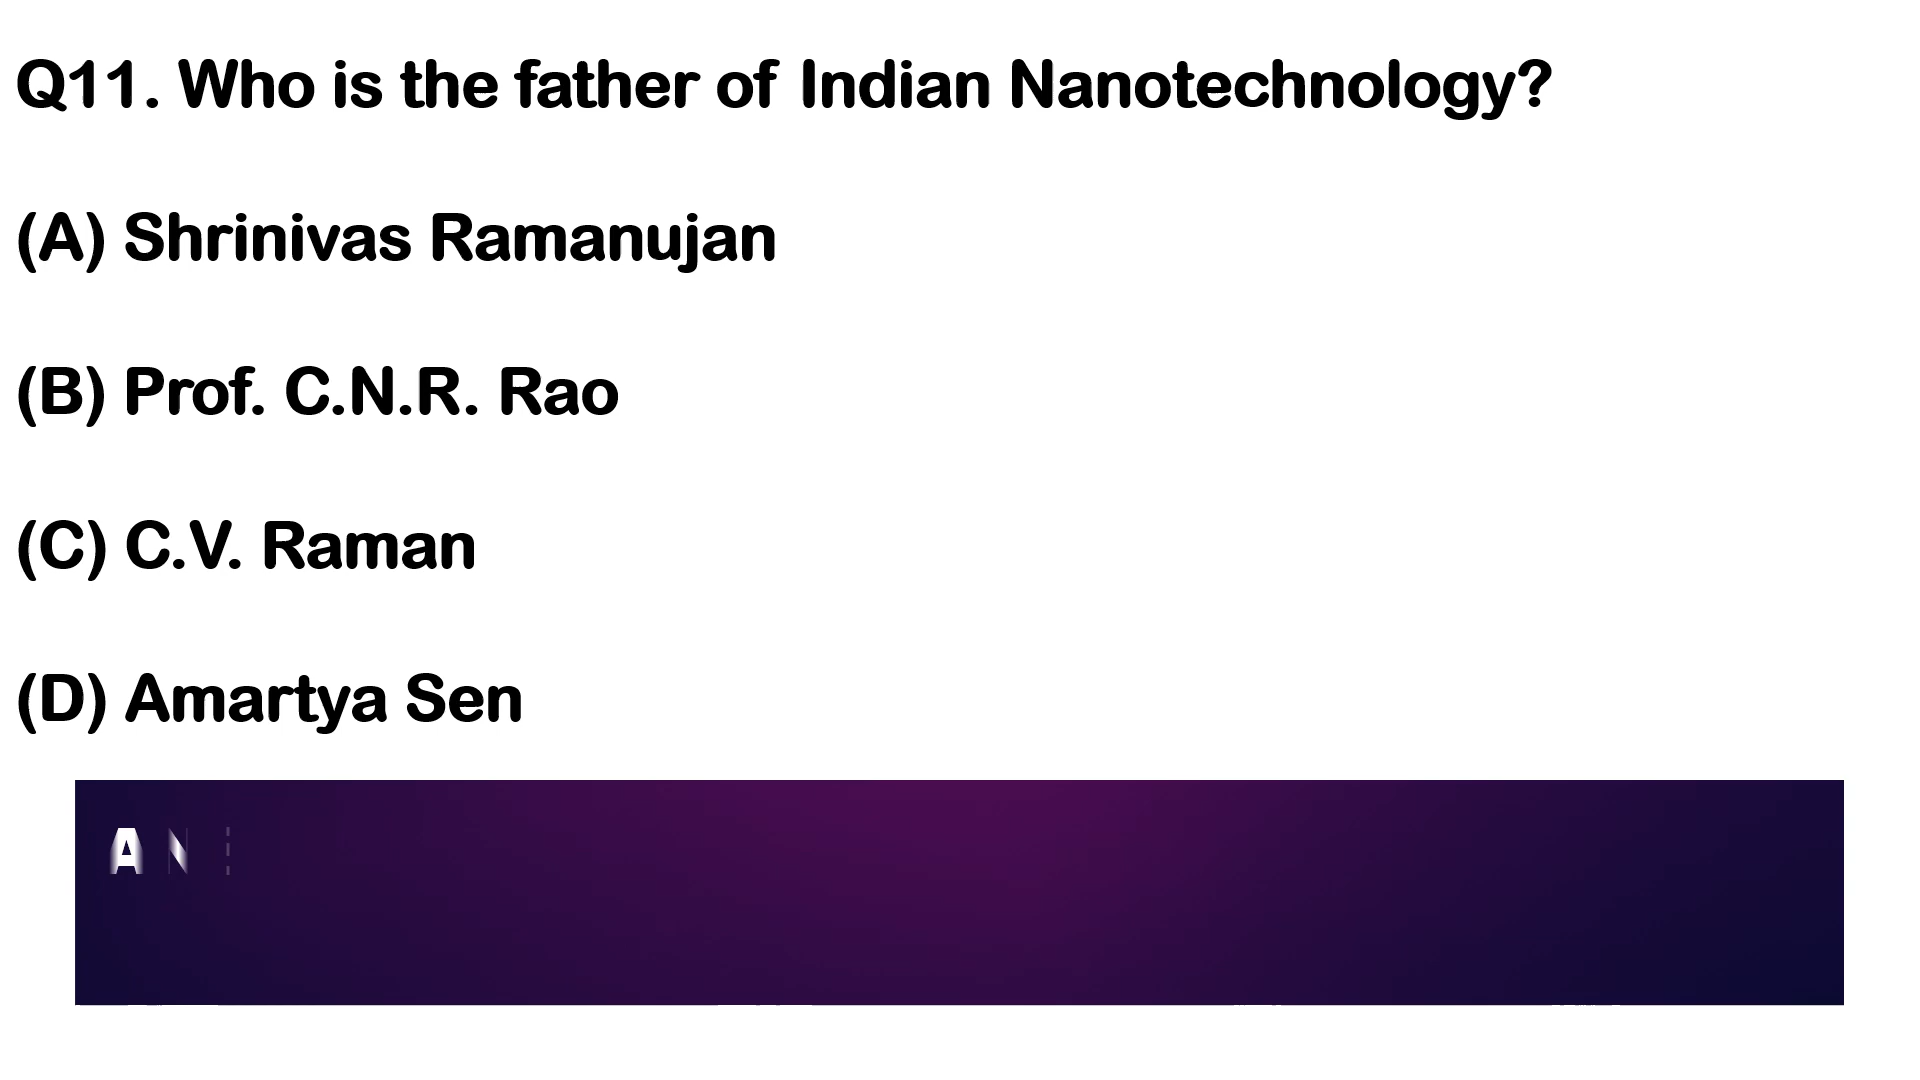 Q11. Who is the father of Indian Nanotechnology?
(A) Shrinivas Ramanujan
(B) Prof. C.N.R. Rao
(C) C.V. Raman
(D) Amartya Sen
A N